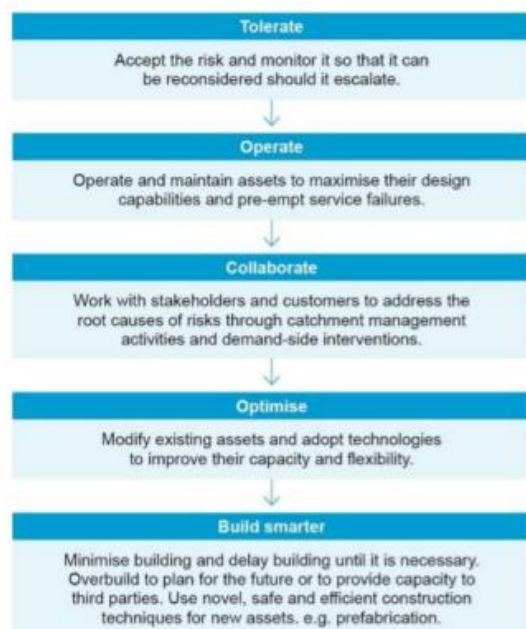 Tolerate
Accept the risk and monitor it so that it can
be reconsidered should it escalate.
Operate
Operate and maintain assets to maximise their design
capabilities and pre-empt service failures.
Collaborate
Work with stakeholders and customers to address the
root causes of risks through catchment management
activities and demand-side interventions.
Optimise
Modify existing assets and adopt technologies
to improve their capacity and flexibility.
Build smarter
Minimise building and delay building until it is necessary.
Overbuild to plan for the future or to provide capacity to
third parties. Use novel, safe and efficient construction
techniques for new assets. e.g. prefabrication.